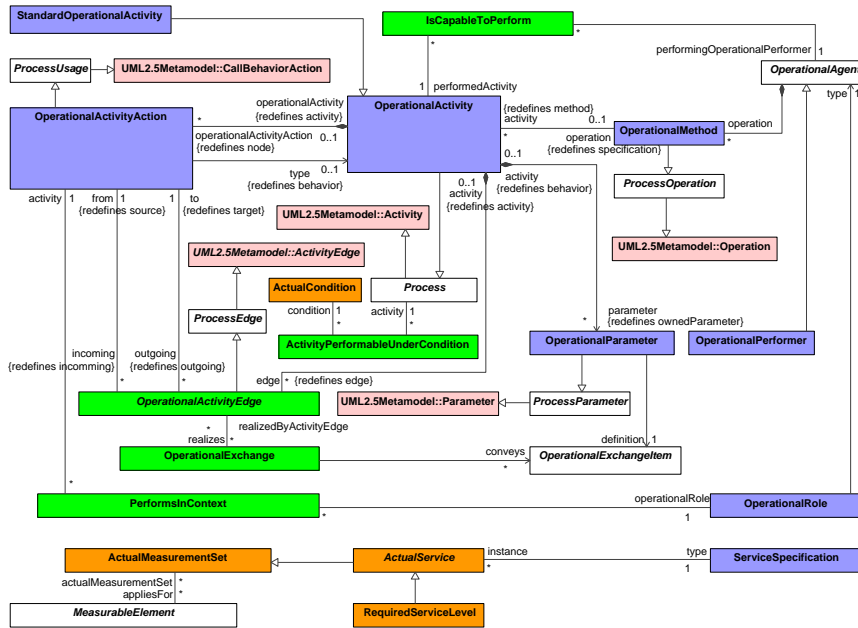 StandardOperationalActivity
IsCapableToPerform
*
*
performingOperationalPerformer
1
ProcessUsage
UML2.5Metamodel::CallBehaviorAction
OperationalAgent
1
performedActivity
type
1
OperationalActivityAction
*
operationalActivity
{redefines activity}
0..1
OperationalActivity
{redefines method}
activity
*
0..1
OperationalMethod
operation
*
operationalActivityAction
{redefines node}
0..1
type
{redefines behavior}
operation
{redefines specification}
0..1
activity
{redefines behavior}
0..1
activity
{redefines activity}
ProcessOperation
activity
1
from
1
{redefines source}
1
to
{redefines target}
UML2.5Metamodel::Activity
UML2.5Metamodel::ActivityEdge
UML2.5Metamodel::Operation
ActualCondition
Process
condition
1
*
activity
1
*
ProcessEdge
ActivityPerformableUnderCondition
*
parameter
{redefines ownedParameter}
OperationalParameter
OperationalPerformer
incoming
{redefines incomming}
*
outgoing
{redefines outgoing}
*
edge
*
{redefines edge}
OperationalActivityEdge
UML2.5Metamodel::Parameter
ProcessParameter
*
realizedByActivityEdge
realizes
*
definition
1
OperationalExchange
conveys
*
OperationalExchangeItem
*
PerformsInContext
*
operationalRole
1
OperationalRole
ActualMeasurementSet
ActualService
instance
*
type
1
ServiceSpecification
actualMeasurementSet
*
appliesFor
*
MeasurableElement
RequiredServiceLevel